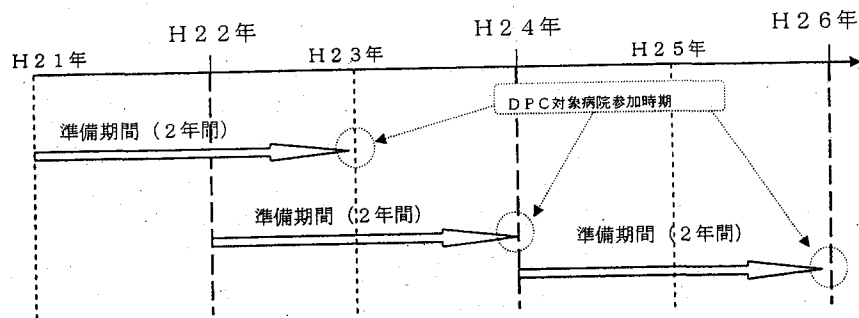 H21年
H22年
H23年
H24年
H25年
H26年
DPC対象病院参加時期
準備期間(2年間)
準備期間(2年間)
準備期間(2年間)